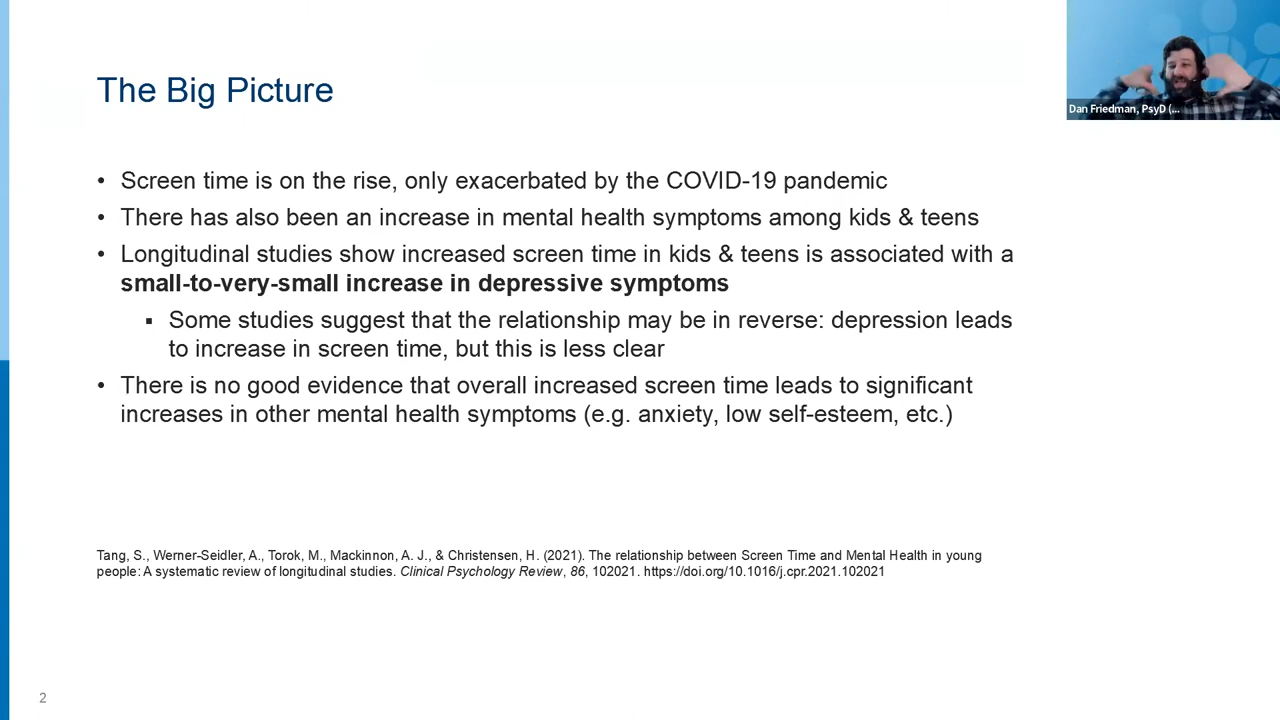 The Big Picture
Dan Friedman, PsyD (...
• Screen time is on the rise, only exacerbated by the COVID-19 pandemic
• There has also been an increase in mental health symptoms among kids & teens
• Longitudinal studies show increased screen time in kids & teens is associated with a
small-to-very-small increase in depressive symptoms
▪ Some studies suggest that the relationship may be in reverse: depression leads
to increase in screen time, but this is less clear
• There is no good evidence that overall increased screen time leads to significant
increases in other mental health symptoms (e.g. anxiety, low self-esteem, etc.)
Tang, S., Werner-Seidler, A., Torok, M., Mackinnon, A. J., & Christensen, H. (2021). The relationship between Screen Time and Mental Health in young
people: A systematic review of longitudinal studies. Clinical Psychology Review, 86, 102021. https://doi.org/10.1016/j.cpr.2021.102021
2